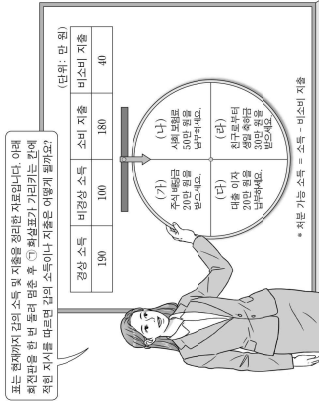 표는 현재까지 갑의 소득 및 지출을 정리한 자료입니다. 아래
회전판을 한 번 돌려 멈춘 후 ㉠ 화살표가 가리키는 칸에
적힌 지시를 따르면 갑의 소득이나 지출은 어떻게 될까요?
(단위: 만 원)
경상 소득 비경상 소득 소비 지출 비소비 지출
190 100 180 40
(가)
주식 배당금
20만 원을
받으세요.
(나)
사회 보험료
50만 원을
납부하세요.
(다)
대출 이자
20만 원을
납부하세요.
(라)
친구로부터
생일 축하금
30만 원을
받으세요.
* 처분 가능 소득 = 소득 - 비소비 지출